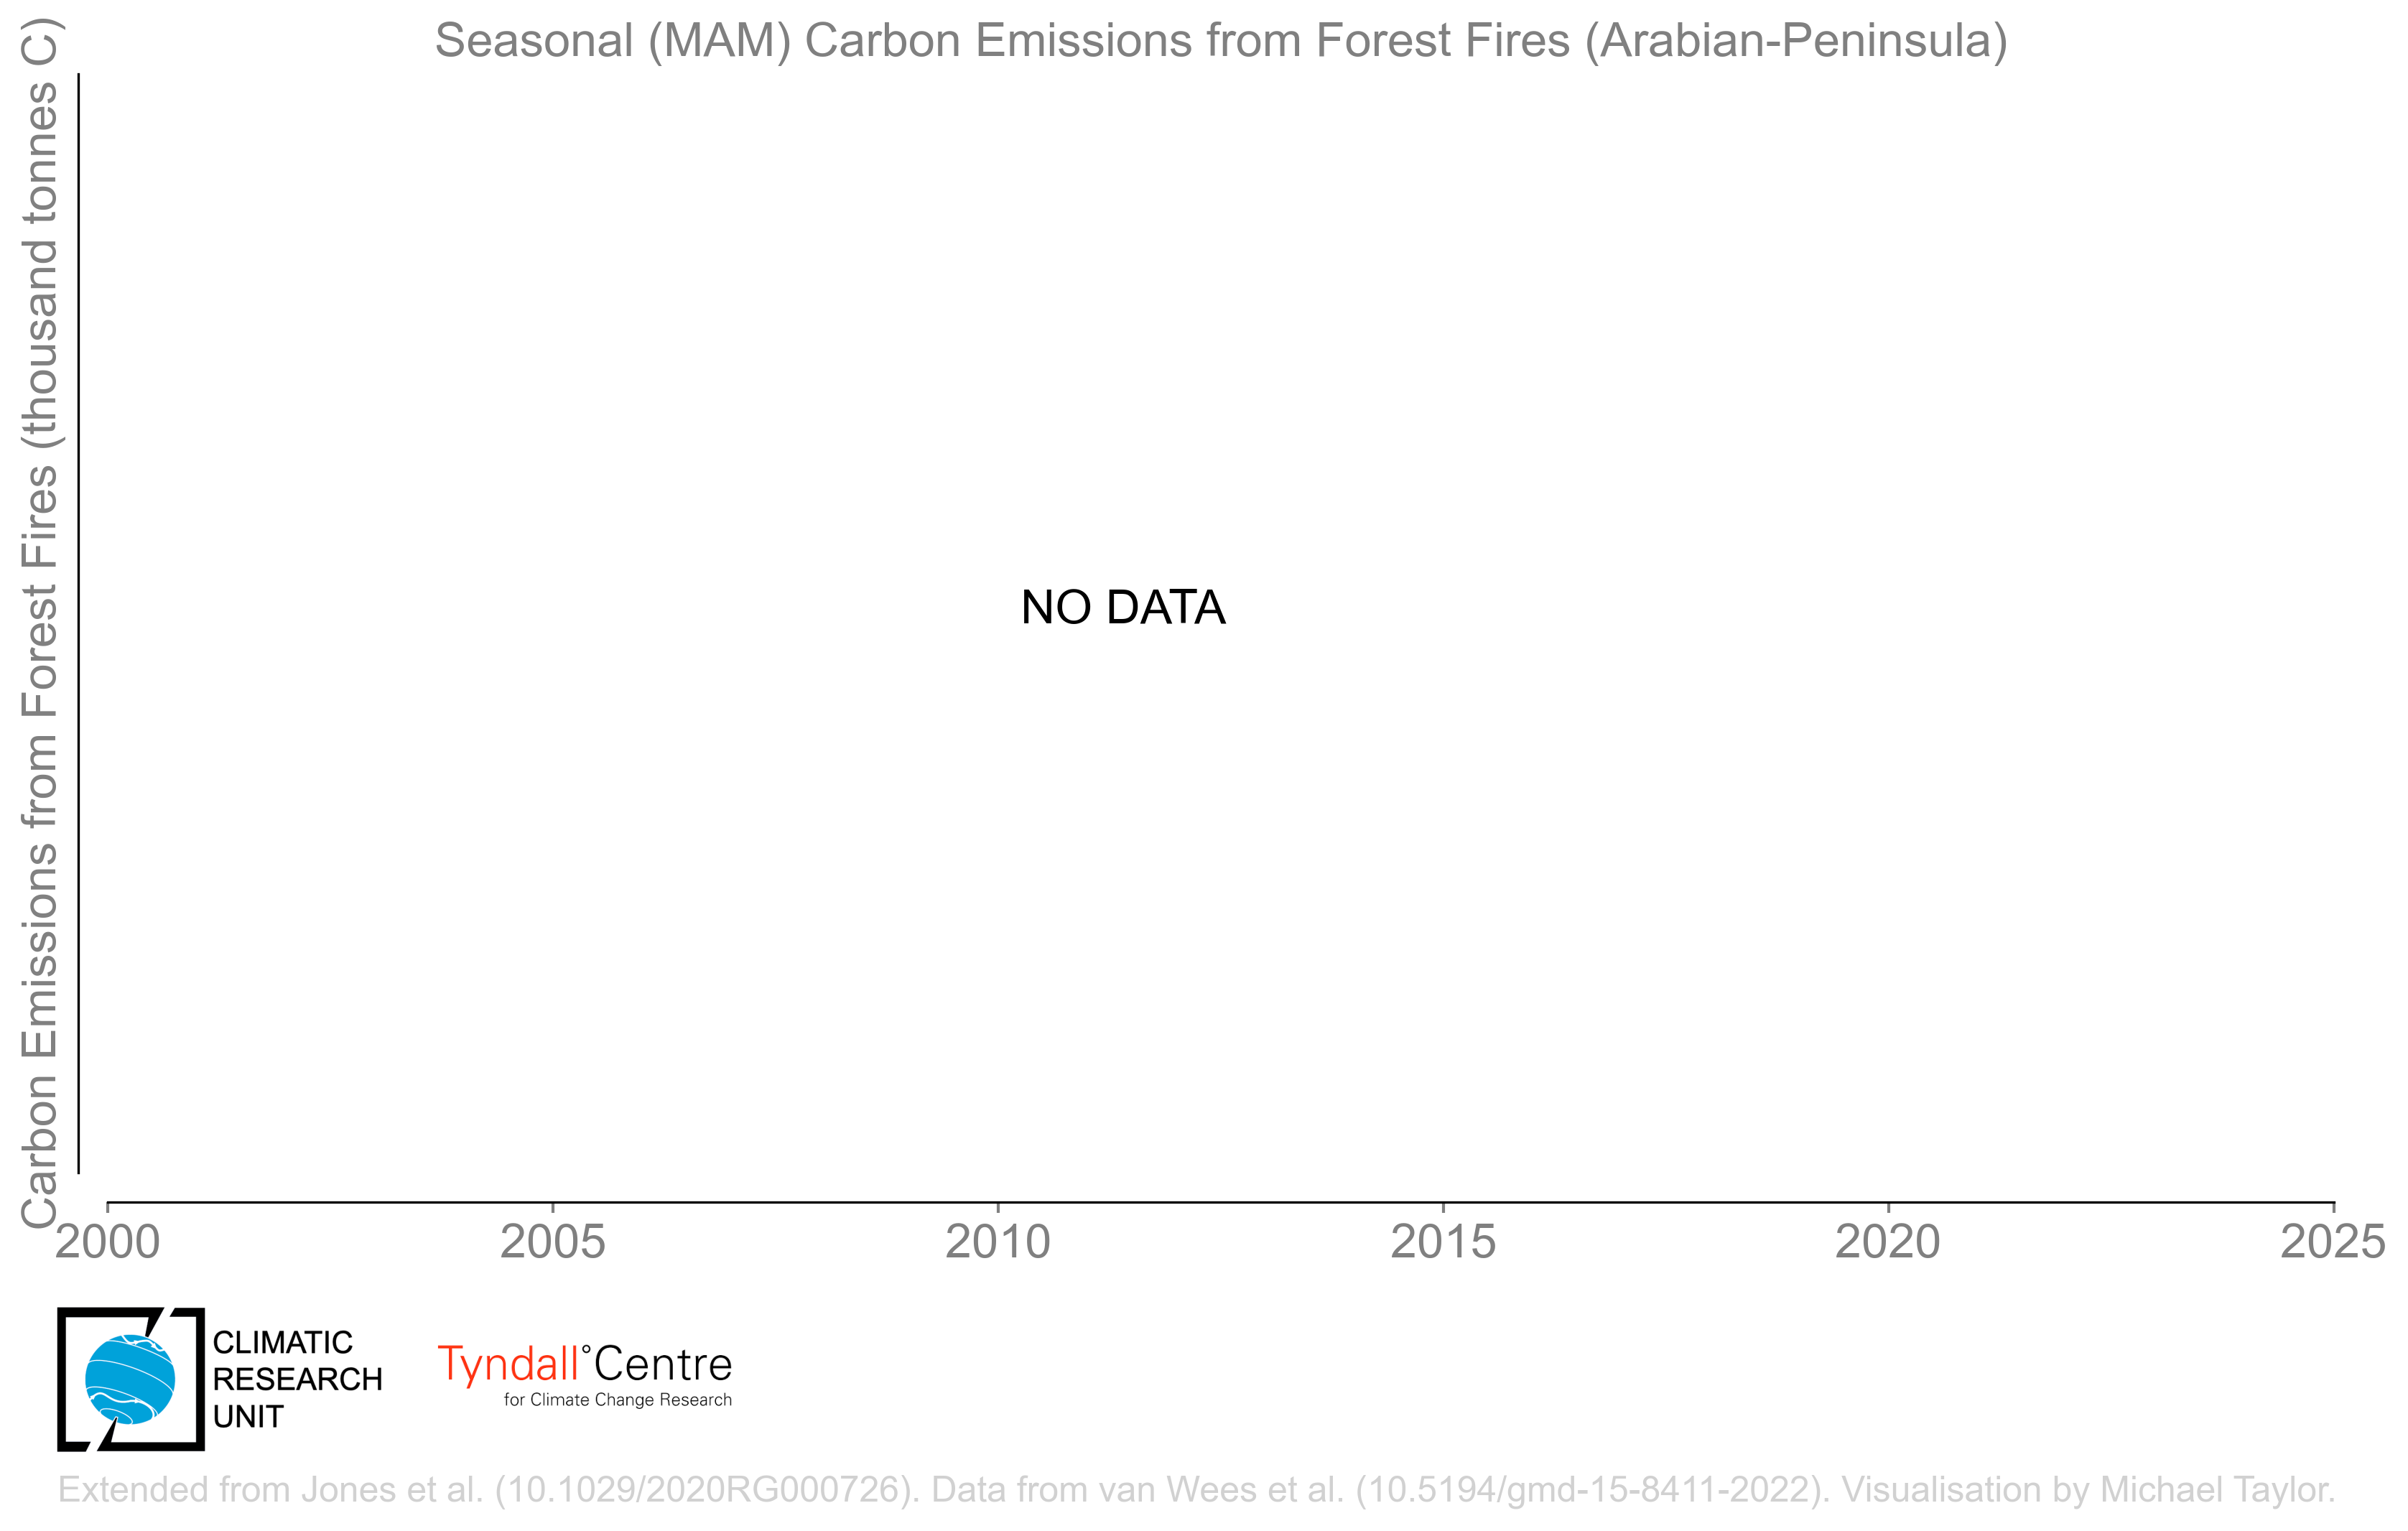 Seasonal (MAM) Carbon Emissions from Forest Fires (Arabian-Peninsula)
Carbon Emissions from Forest Fires (thousand tonnes C)
NO DATA
2000 2005 2010 2015 2020 2025
CLIMATIC
RESEARCH
UNIT
Tyndall°Centre
for Climate Change Research
Extended from Jones et al. (10.1029/2020RG000726). Data from van Wees et al. (10.5194/gmd-15-8411-2022). Visualisation by Michael Taylor.